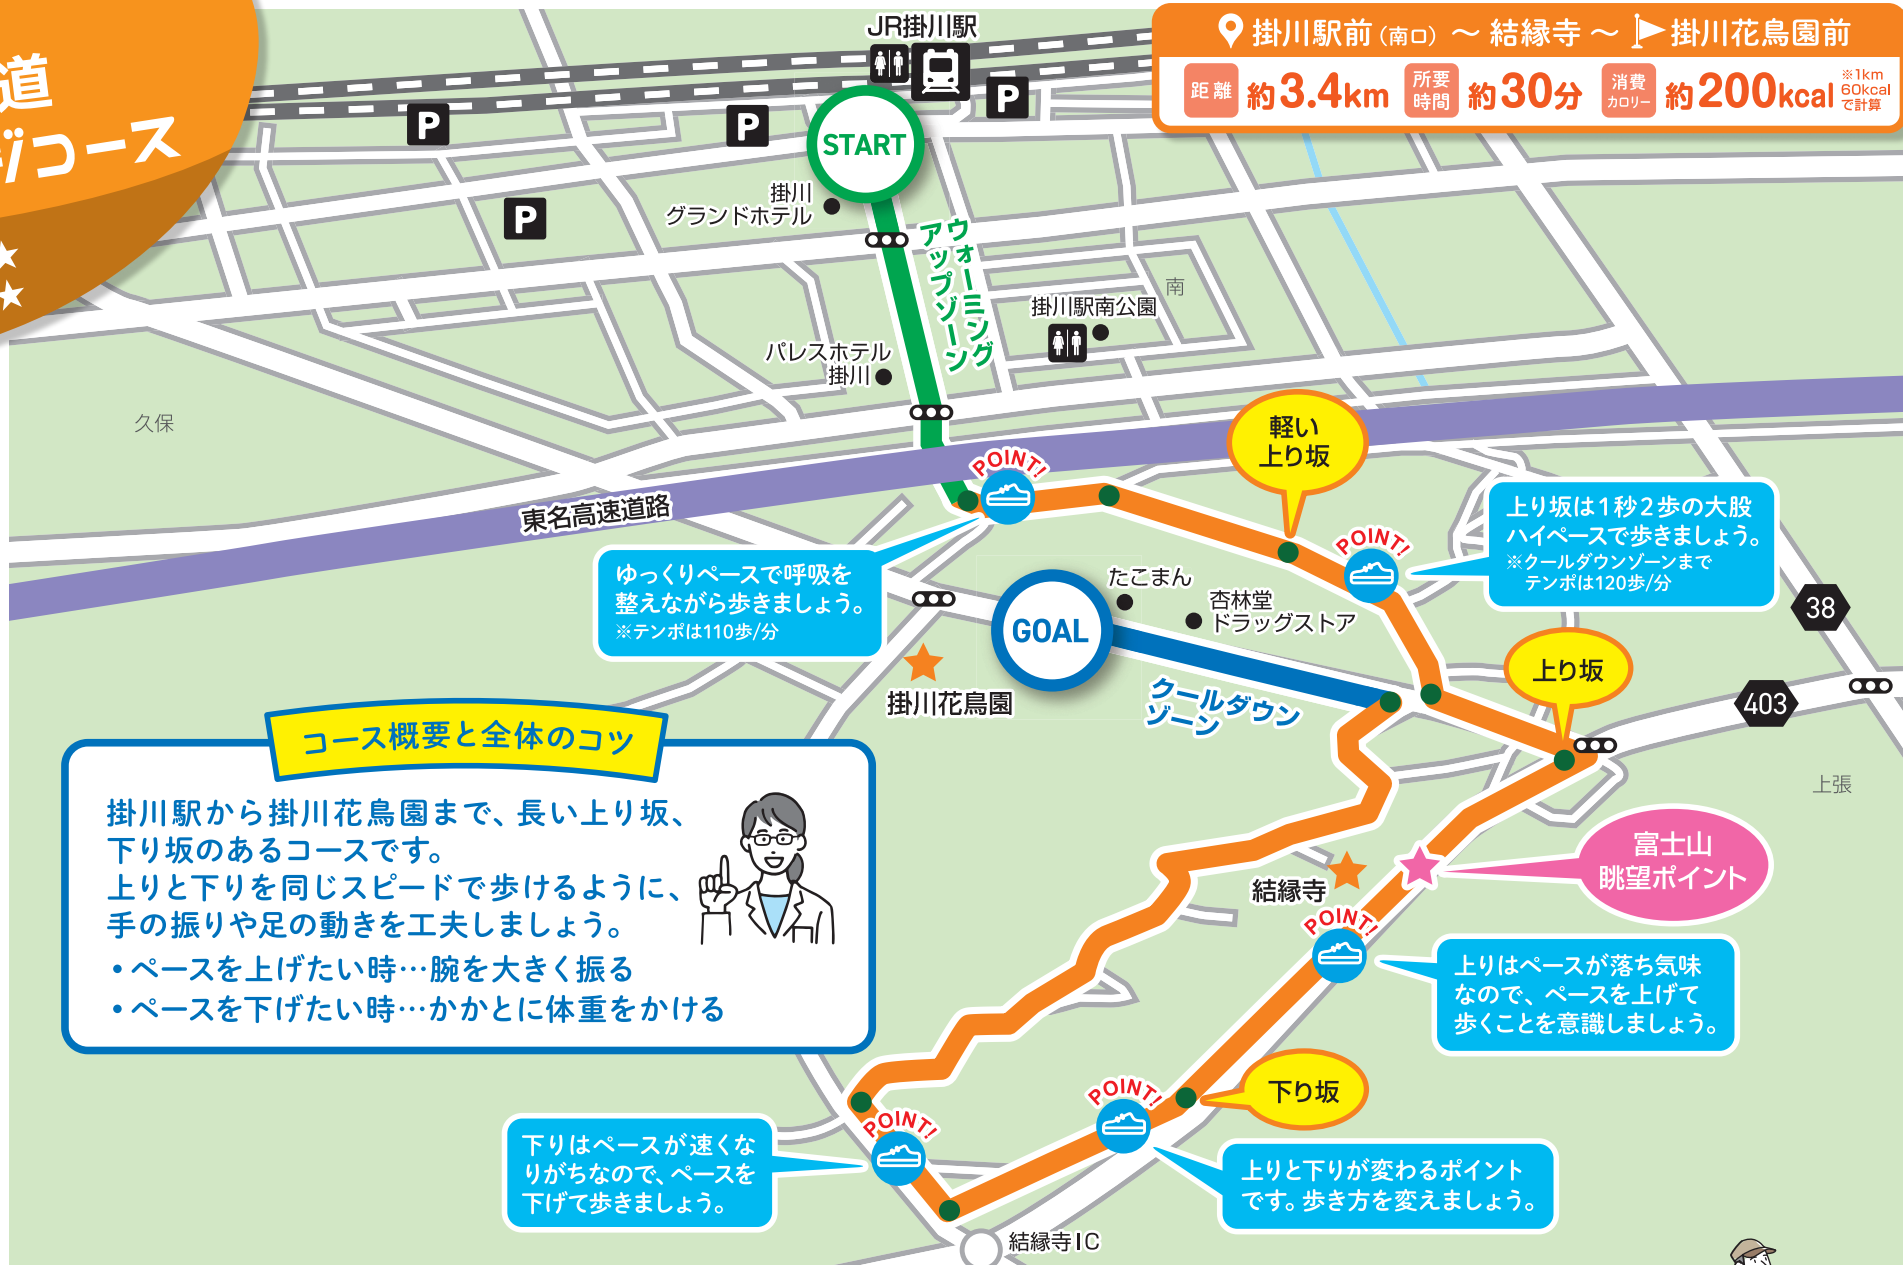 道
ジコース
JR掛川駅
掛川駅前（南口）～結縁寺～掛川花鳥園前
距離 約3.4km 所要時間 約30分 消費カロリー 約200kcal ※1km 60kcalで計算
P
P
P
P
START
掛川
グランドホテル
ウォーミング
アップゾーン
南
掛川駅南公園
パレスホテル
掛川
久保
軽い
上り坂
POINT!
東名高速道路
上り坂は1秒2歩の大股
ハイペースで歩きましょう。
※クールダウンゾーンまで
テンポは120歩/分
POINT!
ゆっくりペースで呼吸を
整えながら歩きましょう。
※テンポは110歩/分
たこまん
杏林堂
ドラッグストア
GOAL
38
上り坂
掛川花鳥園
クールダウン
ゾーン
403
上張
コース概要と全体のコツ
掛川駅から掛川花鳥園まで、長い上り坂、
下り坂のあるコースです。
上りと下りを同じスピードで歩けるように、
手の振りや足の動きを工夫しましょう。
・ペースを上げたい時…腕を大きく振る
・ペースを下げたい時…かかとに体重をかける
富士山
眺望ポイント
結縁寺
POINT!
上りはペースが落ち気味
なので、ペースを上げて
歩くことを意識しましょう。
下り坂
POINT!
POINT!
下りはペースが速くな
りがちなので、ペースを
下げて歩きましょう。
上りと下りが変わるポイント
です。歩き方を変えましょう。
結縁寺IC